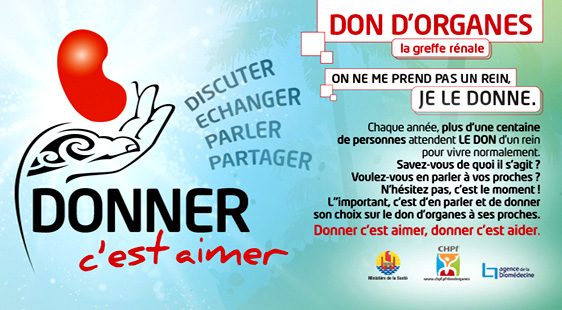 DISCUTER
ECHANGER
PARLER
PARTAGER
DONNER
c'est aimer
DON D'ORGANES
la greffe rénale
ON NE ME PREND PAS UN REIN,
JE LE DONNE.
Chaque année, plus d'une centaine
de personnes attendent LE DON d'un rein
pour vivre normalement.
Savez-vous de quoi il s'agit ?
Voulez-vous en parler à vos proches ?
N'hésitez pas, c'est le moment !
L'’important, c'est d'en parler et de donner
son choix sur le don d'organes à ses proches.
Donner c'est aimer, donner c'est aider.
Ministère de la Santé
CHPf
agence de la
biomédecine